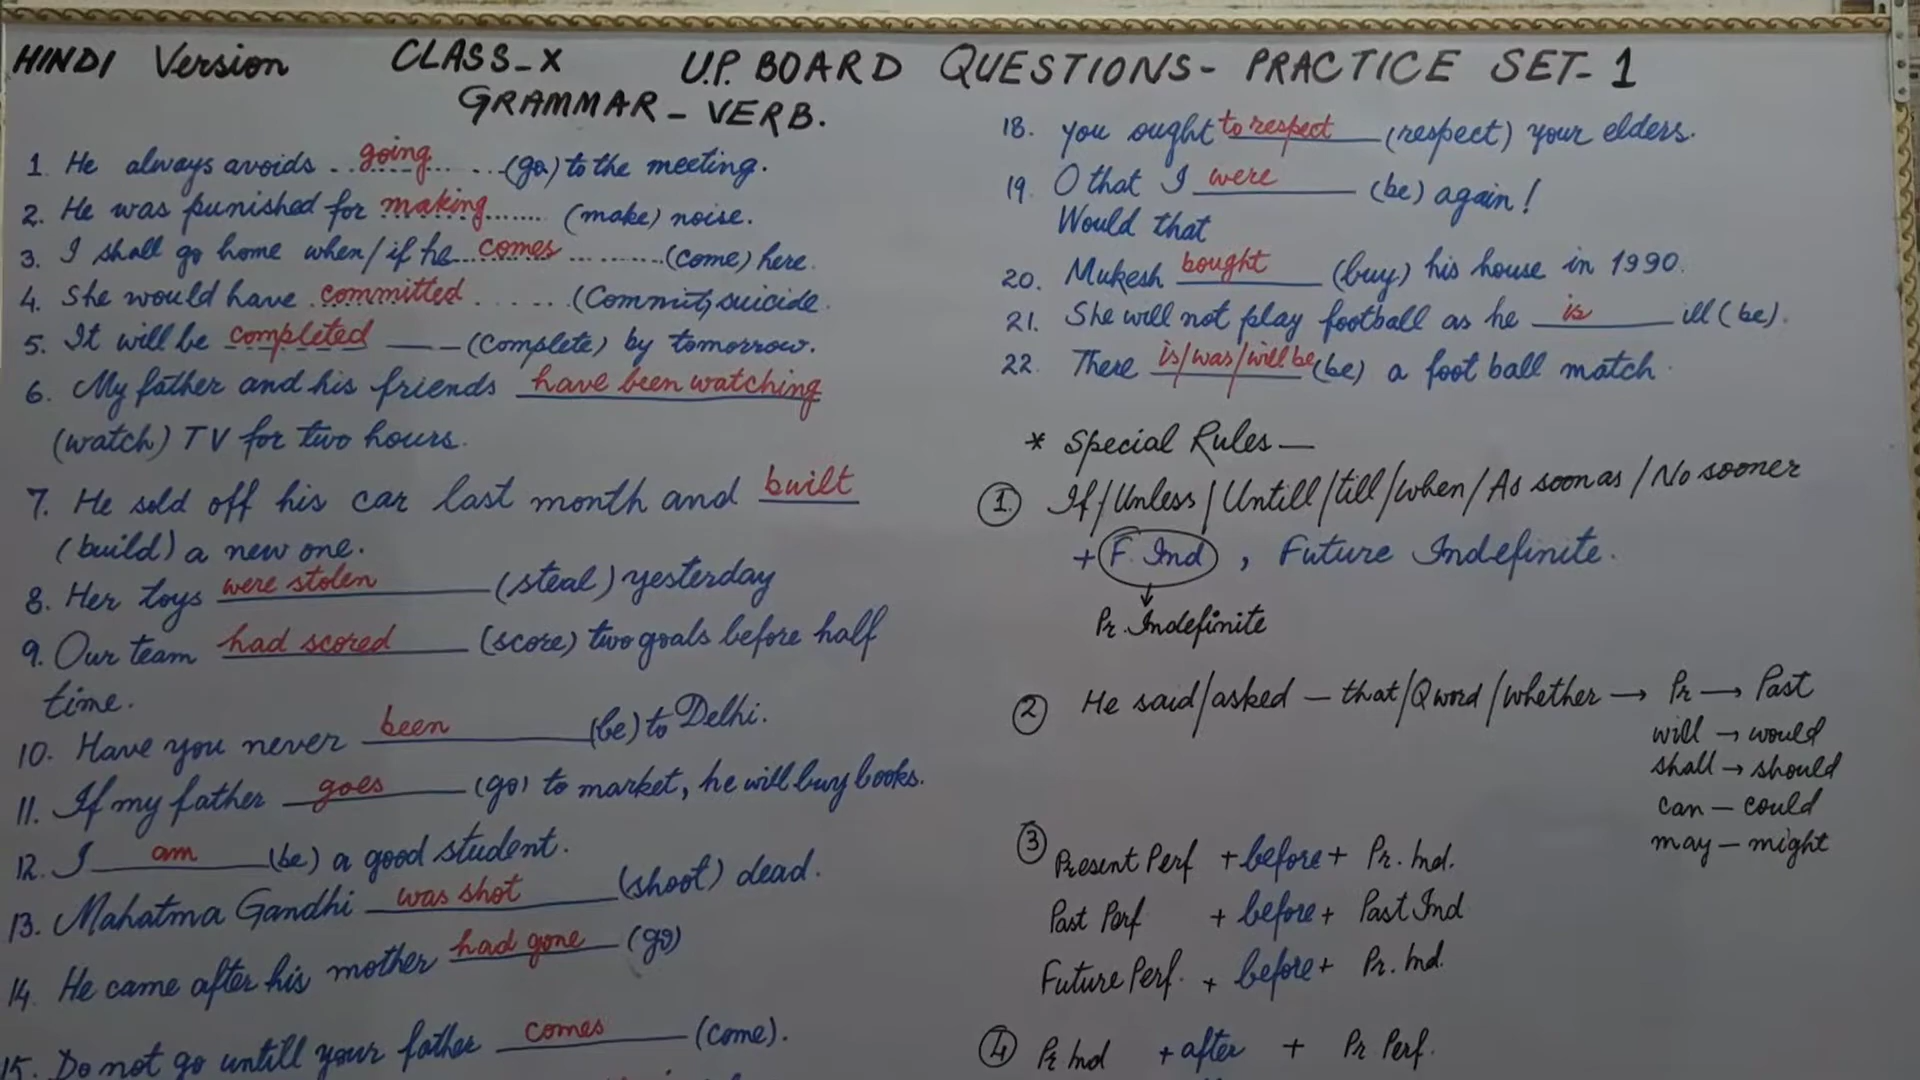 HINDI Version CLASS-X U.P. BOARD QUESTIONS- PRACTICE SET-1
GRAMMAR - VERB.
1. He always avoids going (go) to the meeting.
2. He was punished for making (make) noise.
3. I shall go home when/if he comes (come) here.
4. She would have committed (Commit) suicide.
5. It will be completed (Complete) by tomorrow.
6. My father and his friends have been watching
(watch) TV for two hours.
7. He sold off his car last month and built
(build) a new one.
8. Her toys were stolen (steal) yesterday
9. Our team had scored (score) two goals before half
time.
10. Have you never been (be) to Delhi.
11. If my father goes (go) to market, he will buy books.
12. I am (be) a good student.
13. Mahatma Gandhi was shot (shoot) dead.
14. He came after his mother had gone (go)
15. Do not go untill your father comes (come).
18. you ought to respect (respect) your elders.
19. O that I were (be) again!
Would that
20. Mukesh bought (buy) his house in 1990.
21. She will not play football as he is ill (be).
22. There is/was/will be (be) a foot ball match.
* Special Rules —
1. If/Unless/Untill/till/when/As soon as/No sooner
+ F. Ind, Future Indefinite.
↓
Pr. Indefinite
2 He said/asked — that/Q word/whether → Pr → Past
will → would
shall → should
can — could
may — might
3 Present Perf + before + Pr. Ind.
Past Perf + before + Past Ind
Future Perf. + before + Pr. Ind.
4 Pr Ind + after + Pr Perf.